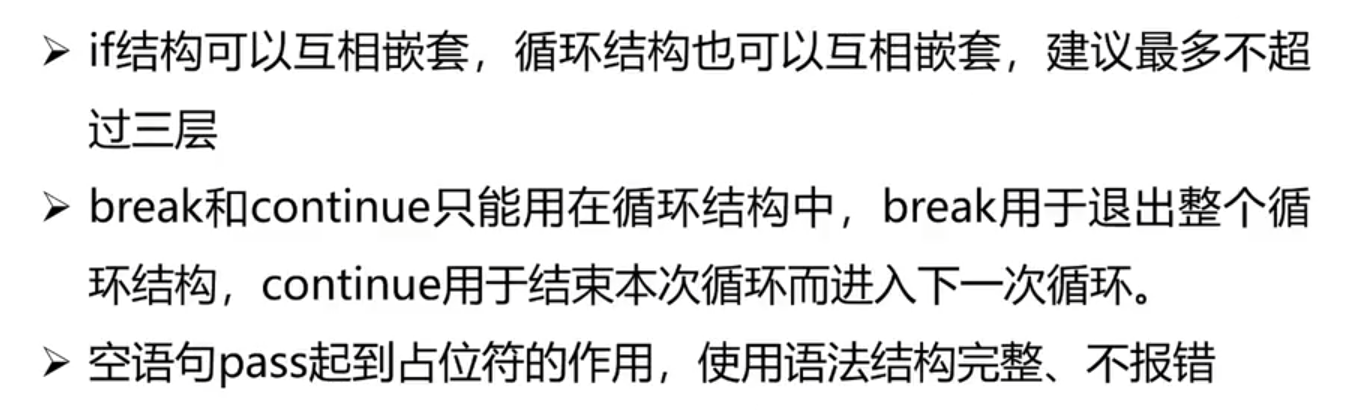 ➢ if结构可以互相嵌套，循环结构也可以互相嵌套，建议最多不超
过三层
➢ break和continue只能用在循环结构中，break用于退出整个循
环结构，continue用于结束本次循环而进入下一次循环。
➢ 空语句pass起到占位符的作用，使用语法结构完整、不报错